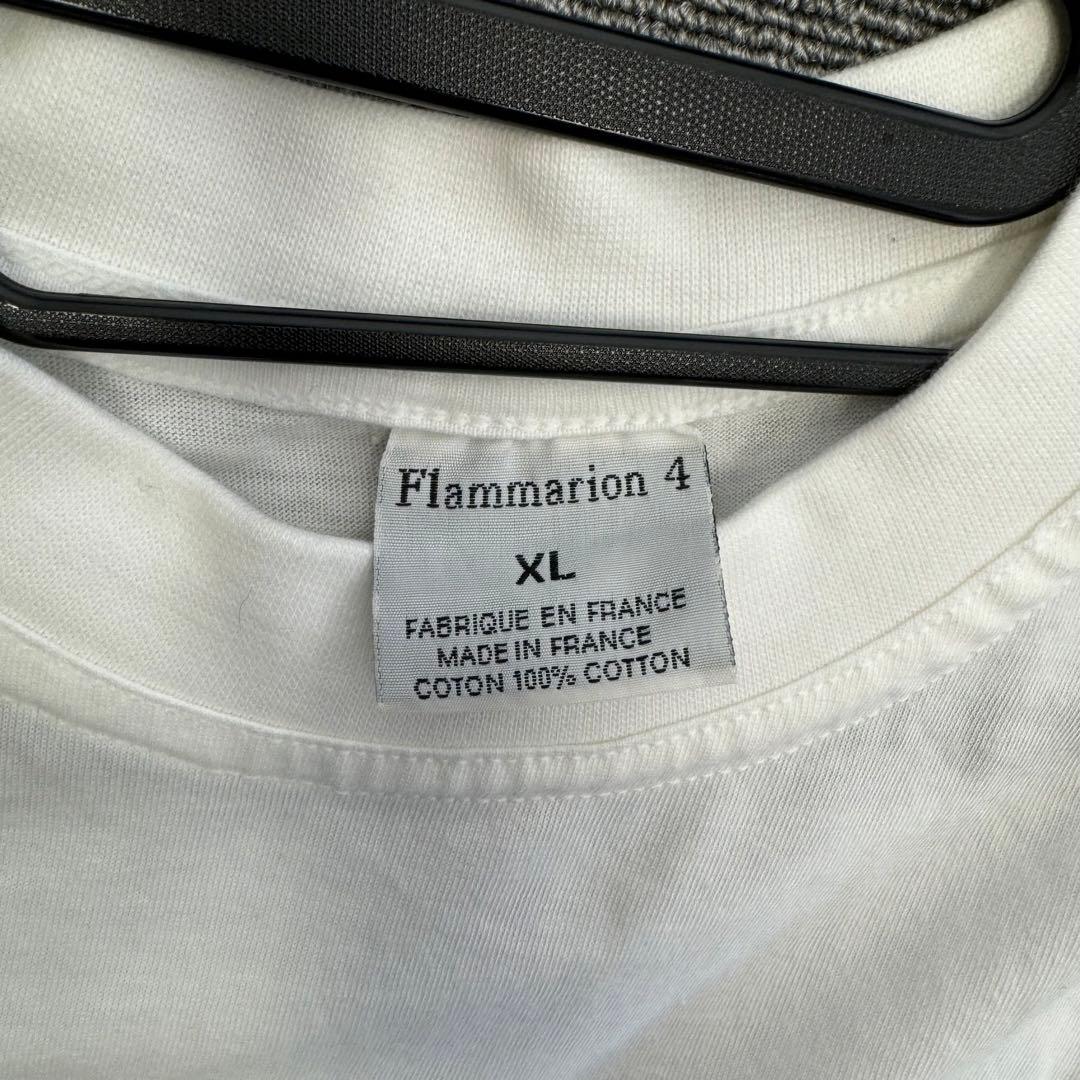 Flammarion 4
XL
FABRIQUE EN FRANCE
MADE IN FRANCE
COTON 100% COTTON